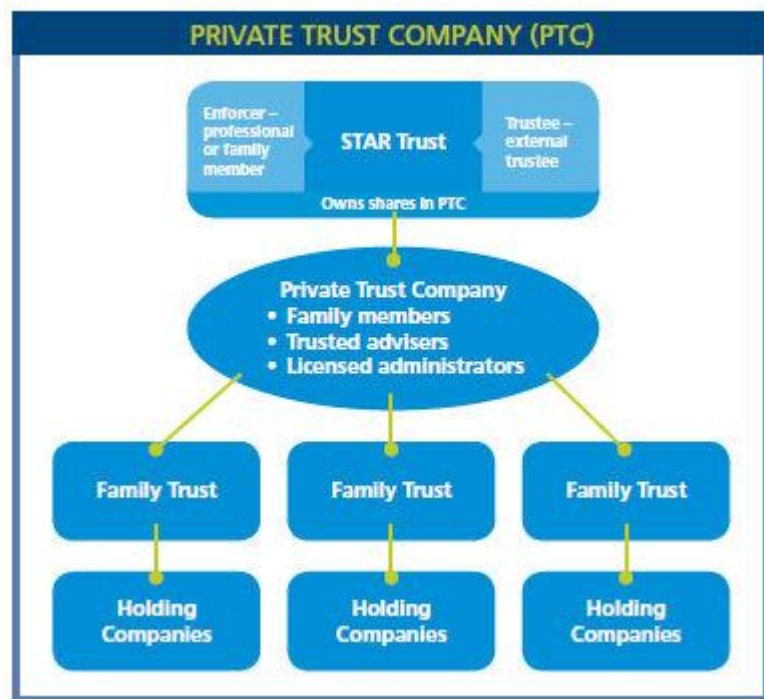 PRIVATE TRUST COMPANY (PTC)
Enforcer –
professional
or family
member
STAR Trust
Trustee –
external
trustee
Owns shares in PTC
Private Trust Company
• Family members
• Trusted advisers
• Licensed administrators
Family Trust
Family Trust
Family Trust
Holding
Companies
Holding
Companies
Holding
Companies